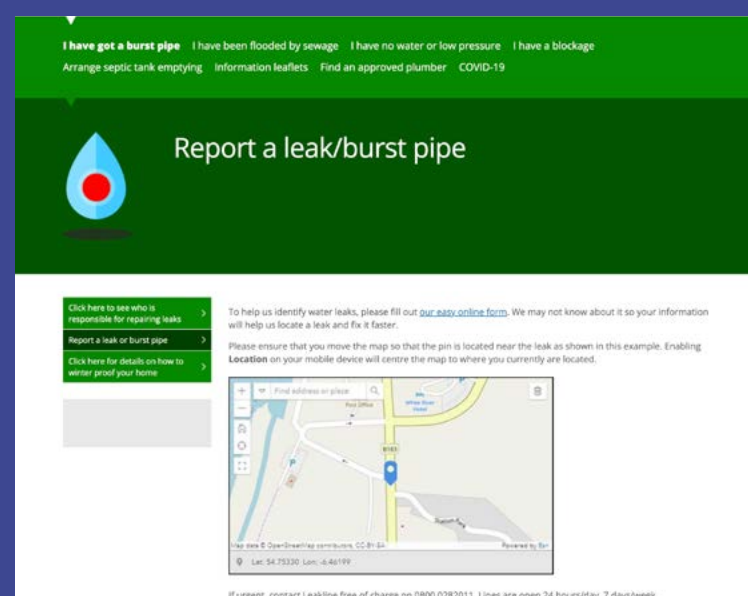 I have got a burst pipe I have been flooded by sewage I have no water or low pressure I have a blockage
Arrange septic tank emptying Information leaflets Find an approved plumber COVID-19
Report a leak/burst pipe
Click here to see who is
responsible for repairing leaks
Report a leak or burst pipe
Click here for details on how to
winter proof your home
To help us identify water leaks, please fill out our easy online form. We may not know about it so your information
will help us locate a leak and fix it faster.
Please ensure that you move the map so that the pin is located near the leak as shown in this example. Enabling
Location on your mobile device will centre the map to where you currently are located.
Find address or place
Post Office
White River
Hotel
P
B103
P
Map data © OpenStreetMap contributors, CC-BY-SA
Powered by Esri
Lat: 54.75330 Lon: -6.46199
If urgent, contact Leakline free of charge on 0800 0282011. Lines are open 24 hours/day, 7 days/week.